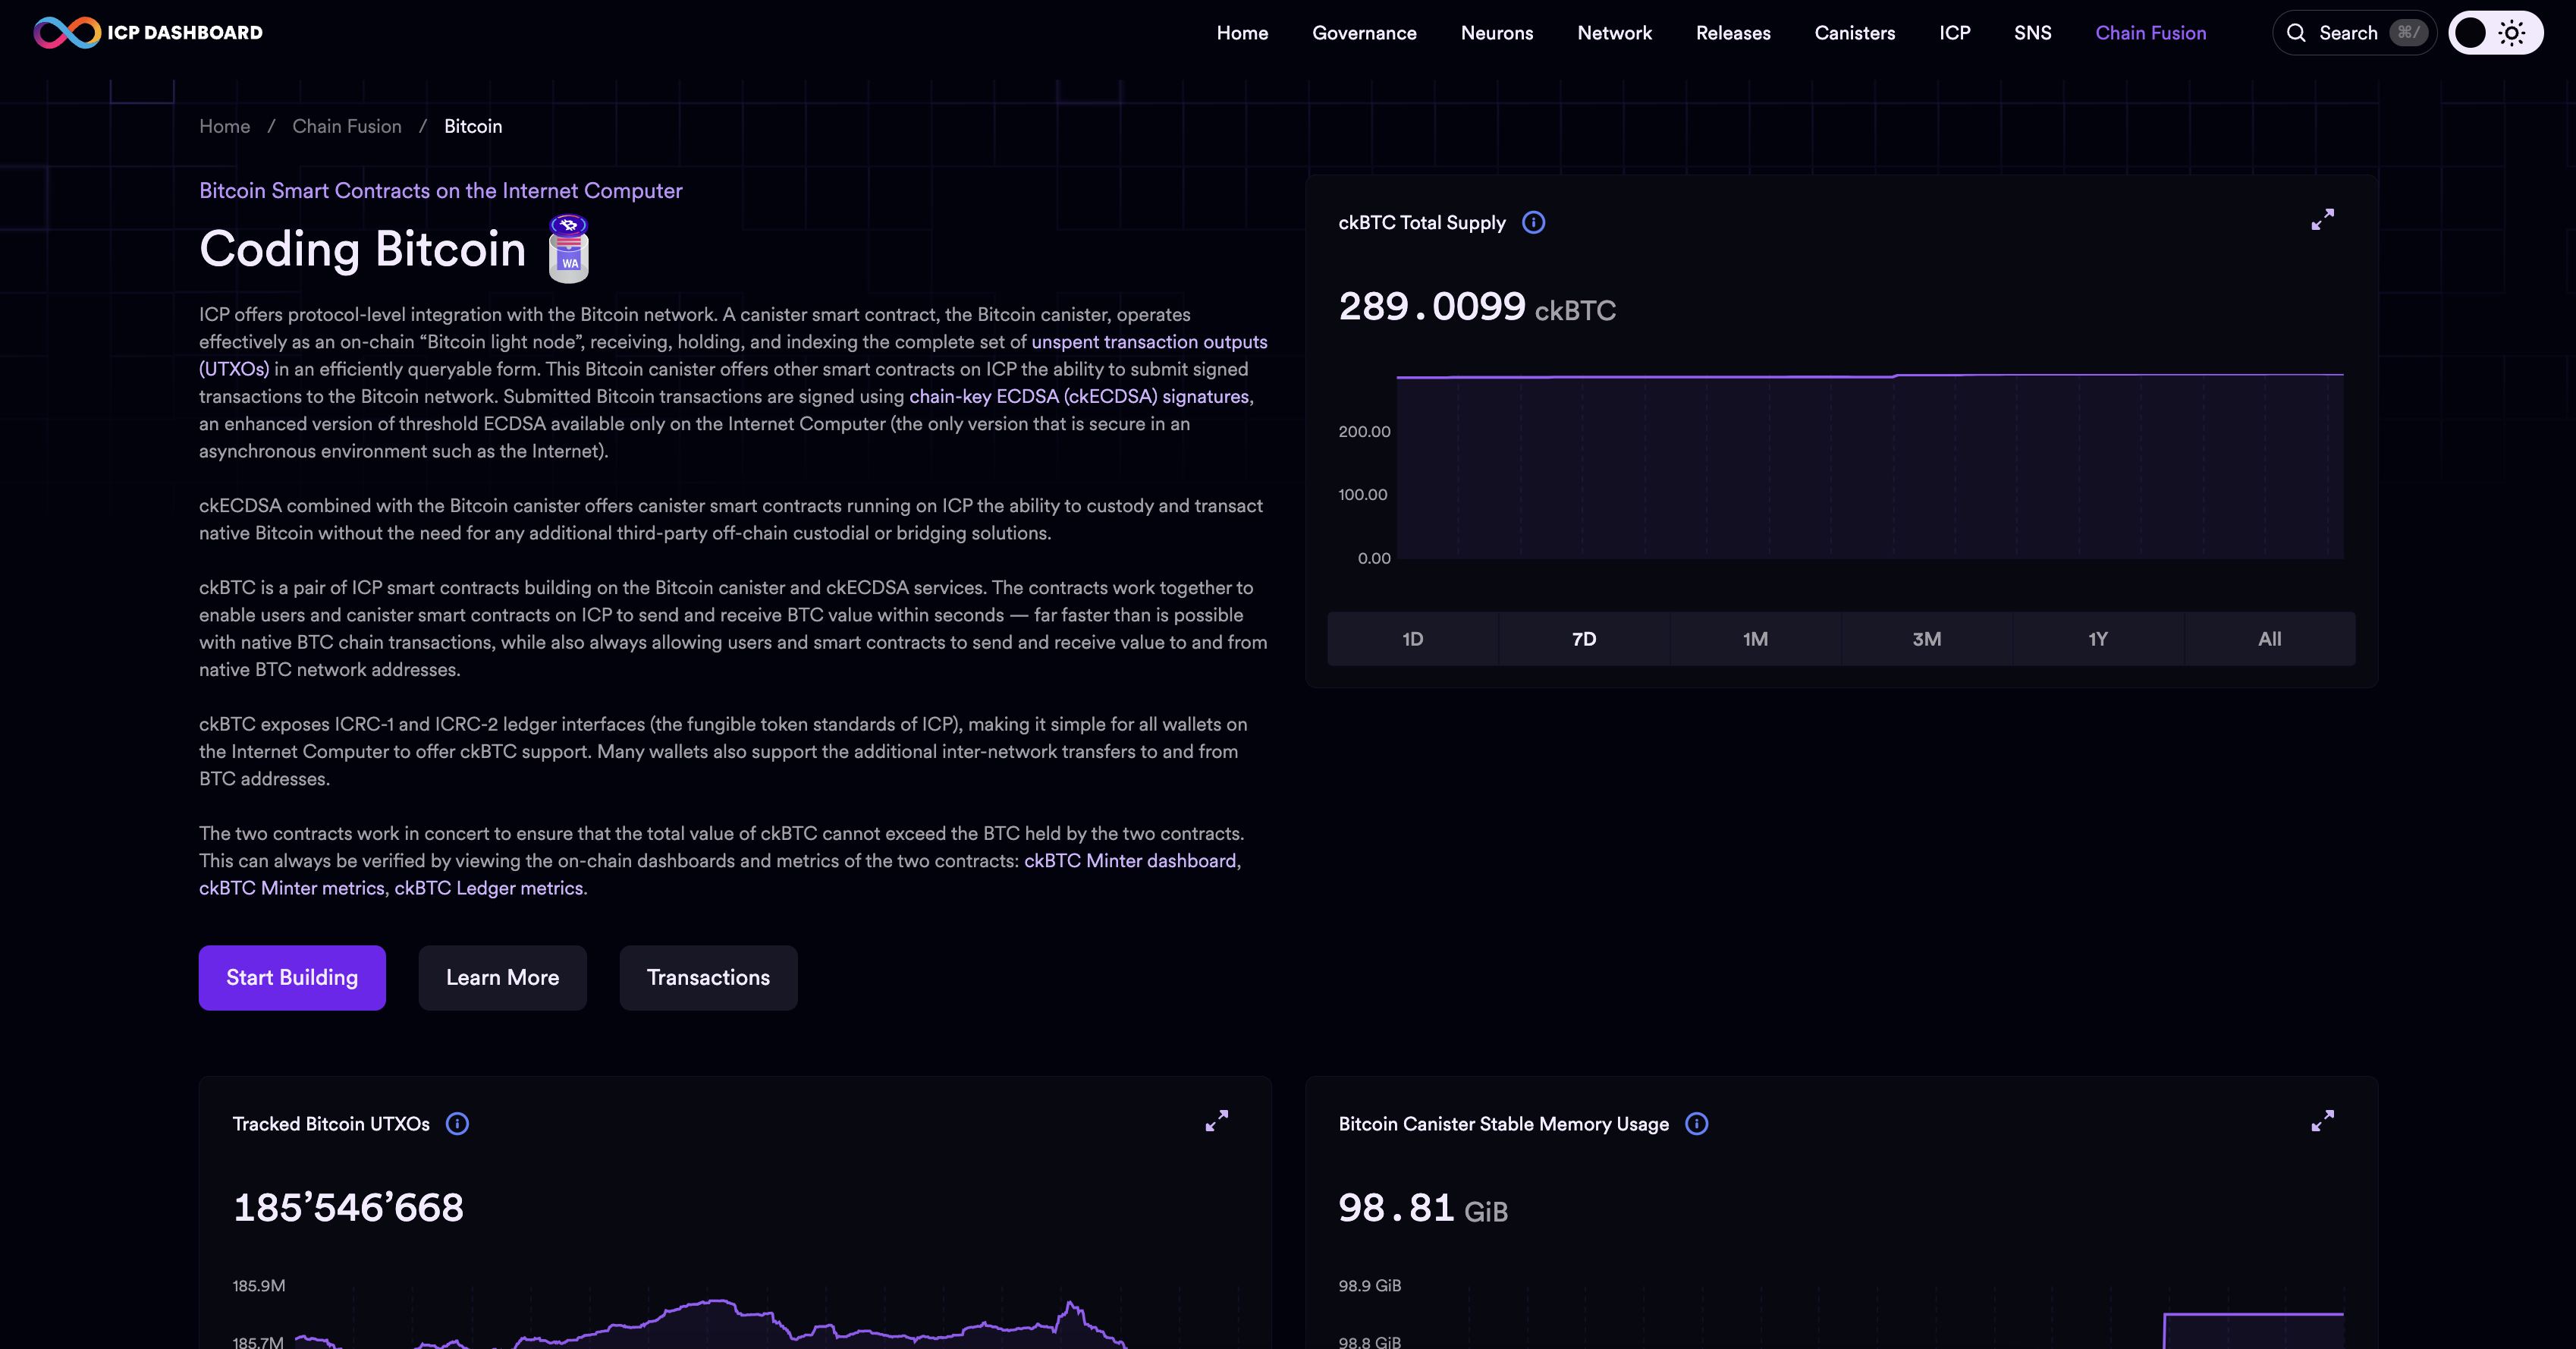 ICP DASHBOARD
Home
Governance
Neurons
Network
Releases
Canisters
ICP
SNS
Chain Fusion
Search ⌘/
Home / Chain Fusion / Bitcoin
Bitcoin Smart Contracts on the Internet Computer
Coding Bitcoin
WA
ICP offers protocol-level integration with the Bitcoin network. A canister smart contract, the Bitcoin canister, operates
effectively as an on-chain “Bitcoin light node”, receiving, holding, and indexing the complete set of unspent transaction outputs
(UTXOs) in an efficiently queryable form. This Bitcoin canister offers other smart contracts on ICP the ability to submit signed
transactions to the Bitcoin network. Submitted Bitcoin transactions are signed using chain-key ECDSA (ckECDSA) signatures,
an enhanced version of threshold ECDSA available only on the Internet Computer (the only version that is secure in an
asynchronous environment such as the Internet).
ckECDSA combined with the Bitcoin canister offers canister smart contracts running on ICP the ability to custody and transact
native Bitcoin without the need for any additional third-party off-chain custodial or bridging solutions.
ckBTC is a pair of ICP smart contracts building on the Bitcoin canister and ckECDSA services. The contracts work together to
enable users and canister smart contracts on ICP to send and receive BTC value within seconds — far faster than is possible
with native BTC chain transactions, while also always allowing users and smart contracts to send and receive value to and from
native BTC network addresses.
ckBTC exposes ICRC-1 and ICRC-2 ledger interfaces (the fungible token standards of ICP), making it simple for all wallets on
the Internet Computer to offer ckBTC support. Many wallets also support the additional inter-network transfers to and from
BTC addresses.
The two contracts work in concert to ensure that the total value of ckBTC cannot exceed the BTC held by the two contracts.
This can always be verified by viewing the on-chain dashboards and metrics of the two contracts: ckBTC Minter dashboard,
ckBTC Minter metrics, ckBTC Ledger metrics.
Start Building
Learn More
Transactions
ckBTC Total Supply
289.0099 ckBTC
200.00
100.00
0.00
1D
7D
1M
3M
1Y
All
Tracked Bitcoin UTXOs
185’546’668
185.9M
185.7M
Bitcoin Canister Stable Memory Usage
98.81 GiB
98.9 GiB
98.8 GiB